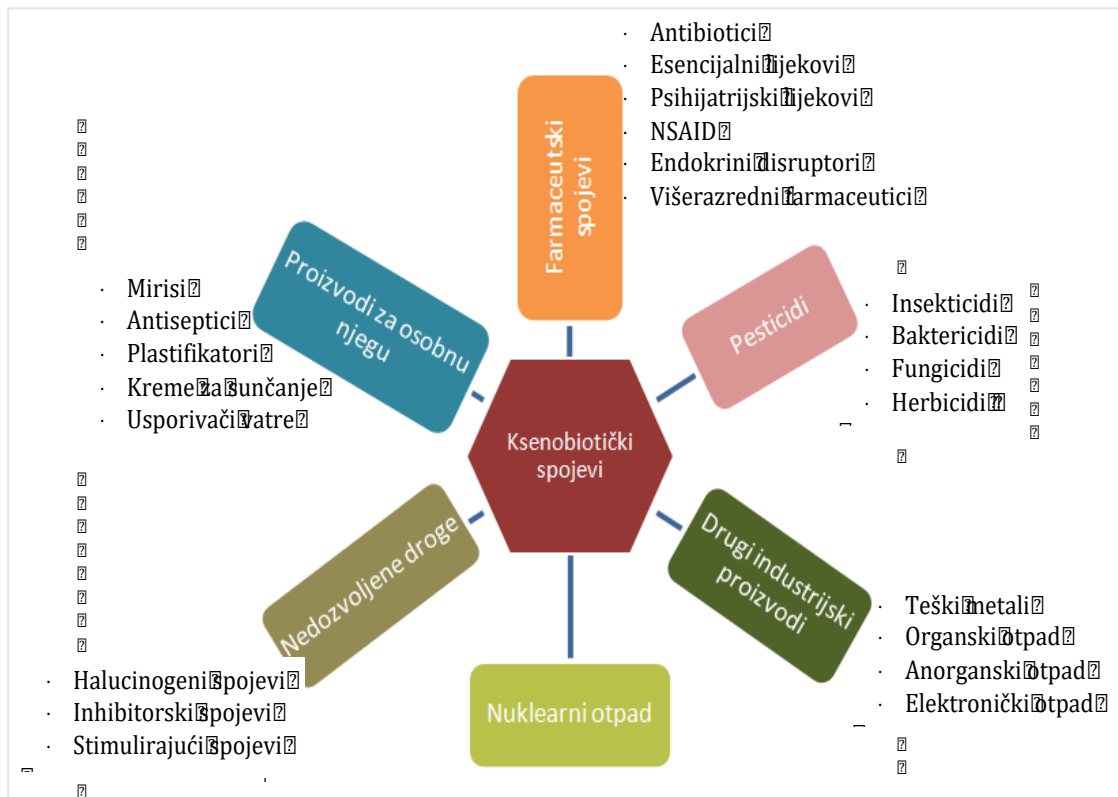 · Antibiotici
· Esencijalni lijekovi
· Psihijatrijski lijekovi
· NSAID
· Endokrini disruptori
· Višerazredni farmaceutici
Farmaceutski
spojevi
Proizvodi za osobnu
njegu
· Mirisi
· Antiseptici
· Plastifikatori
· Kreme za sunčanje
· Usporivači vatre
Pesticidi
· Insekticidi
· Baktericidi
· Fungicidi
· Herbicidi
Ksenobiotički
spojevi
Nedozvoljene droge
· Halucinogeni spojevi
· Inhibitorski spojevi
· Stimulirajući spojevi
Drugi industrijski
proizvodi
· Teški metali
· Organski otpad
· Anorganski otpad
· Elektronički otpad
Nuklearni otpad